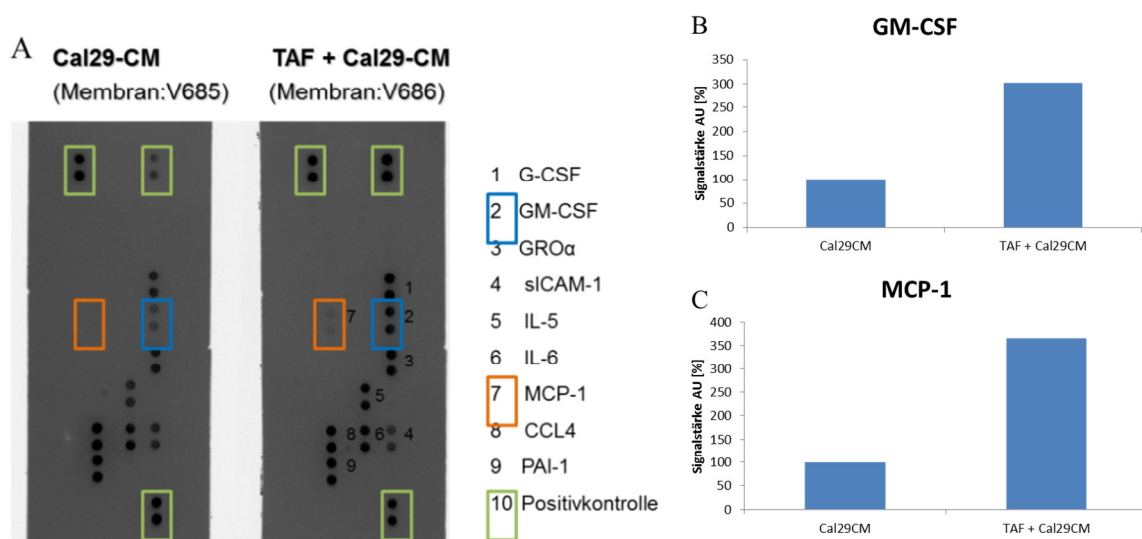 A
Cal29-CM
(Membran:V685)
TAF + Cal29-CM
(Membran:V686)
1
2
3
4
5
6
7
8
9
1 G-CSF
2 GM-CSF
3 GROα
4 sICAM-1
5 IL-5
6 IL-6
7 MCP-1
8 CCL4
9 PAI-1
10 Positivkontrolle
B
GM-CSF
Signalstärke AU [%]
350
300
250
200
150
100
50
0
Cal29CM
TAF + Cal29CM
C
MCP-1
Signalstärke AU [%]
400
350
300
250
200
150
100
50
0
Cal29CM
TAF + Cal29CM